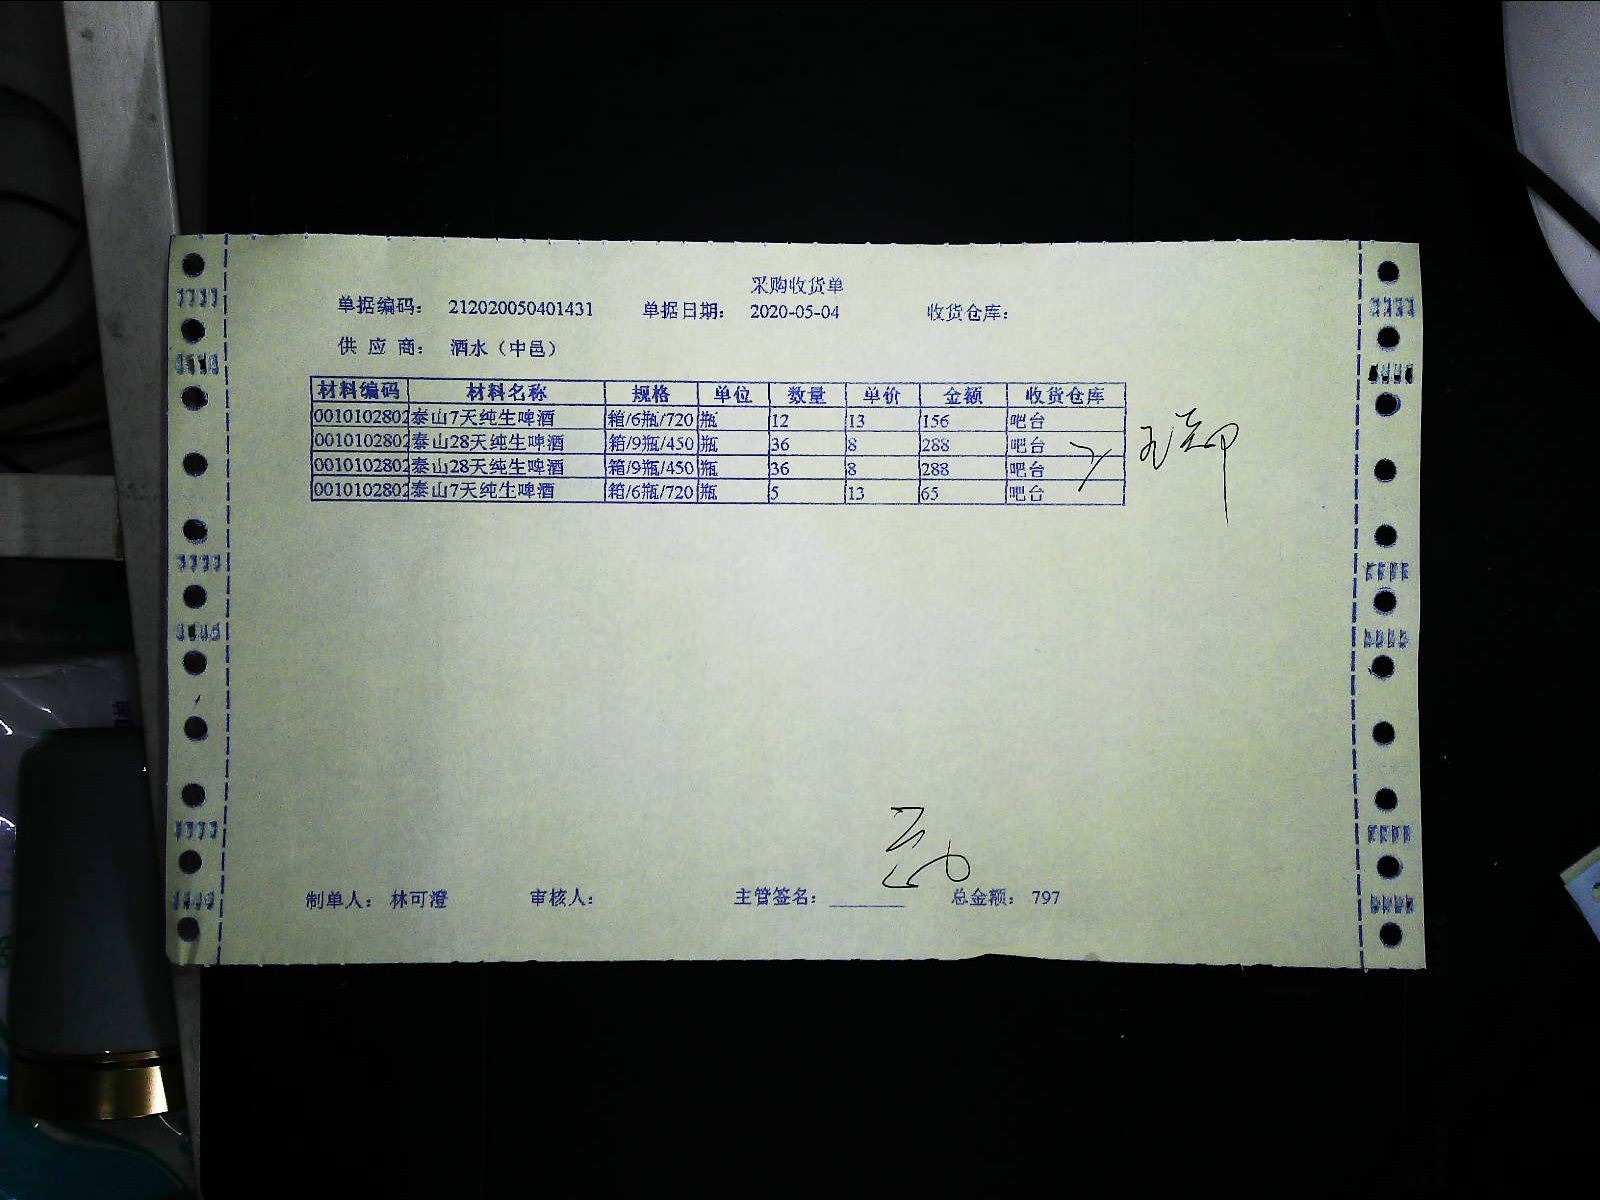 采购收货单
单据编码： 212020050401431 单据日期： 2020-05-04 收货仓库：
供 应 商： 酒水（中邑）
材料编码 材料名称 规格 单位 数量 单价 金额 收货仓库
0010102802 泰山7天纯生啤酒 箱/6瓶/720 瓶 12 13 156 吧台
0010102802 泰山28天纯生啤酒 箱/9瓶/450 瓶 36 8 288 吧台
0010102802 泰山28天纯生啤酒 箱/9瓶/450 瓶 36 8 288 吧台
0010102802 泰山7天纯生啤酒 箱/6瓶/720 瓶 5 13 65 吧台
制单人： 林可澄 审核人： 主管签名： ________ 总金额： 797